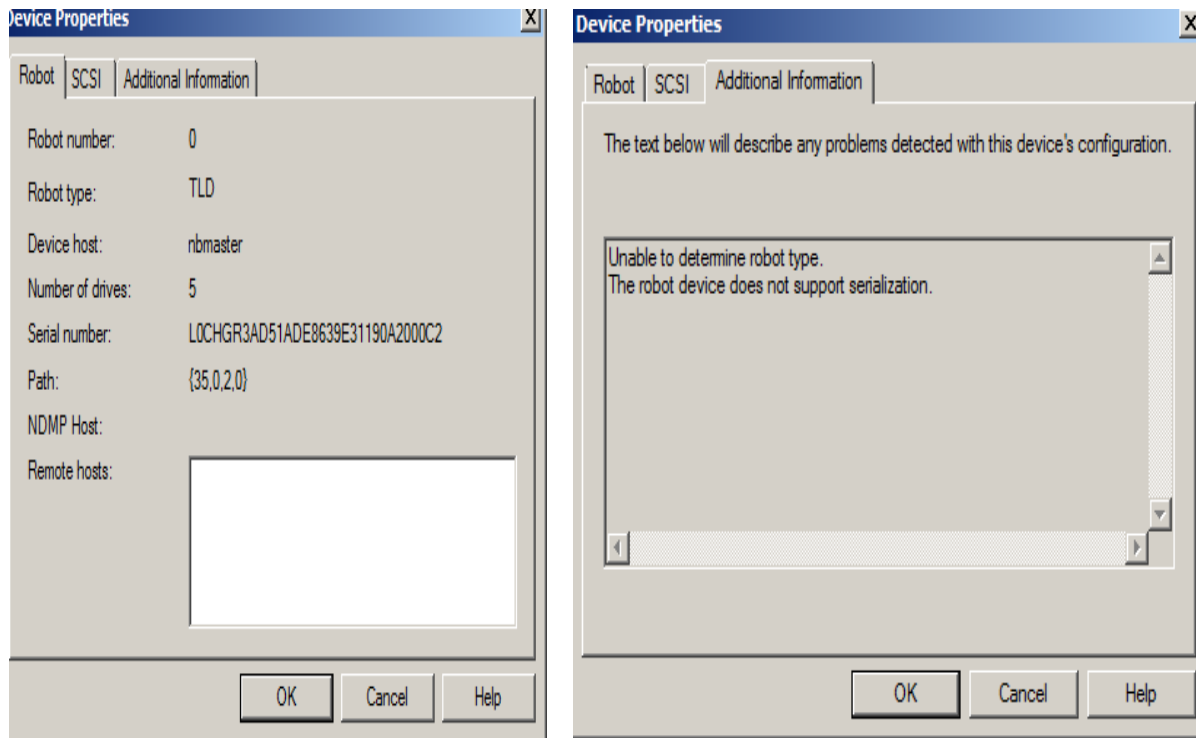 Device Properties
Robot SCSI Additional Information
Robot number: 0
Robot type: TLD
Device host: nbmaster
Number of drives: 5
Serial number: L0CHGR3AD51ADE8639E31190A2000C2
Path: {35,0,2,0}
NDMP Host:
Remote hosts:
OK Cancel Help
Device Properties
Robot SCSI Additional Information
The text below will describe any problems detected with this device's configuration.
Unable to determine robot type.
The robot device does not support serialization.
OK Cancel Help